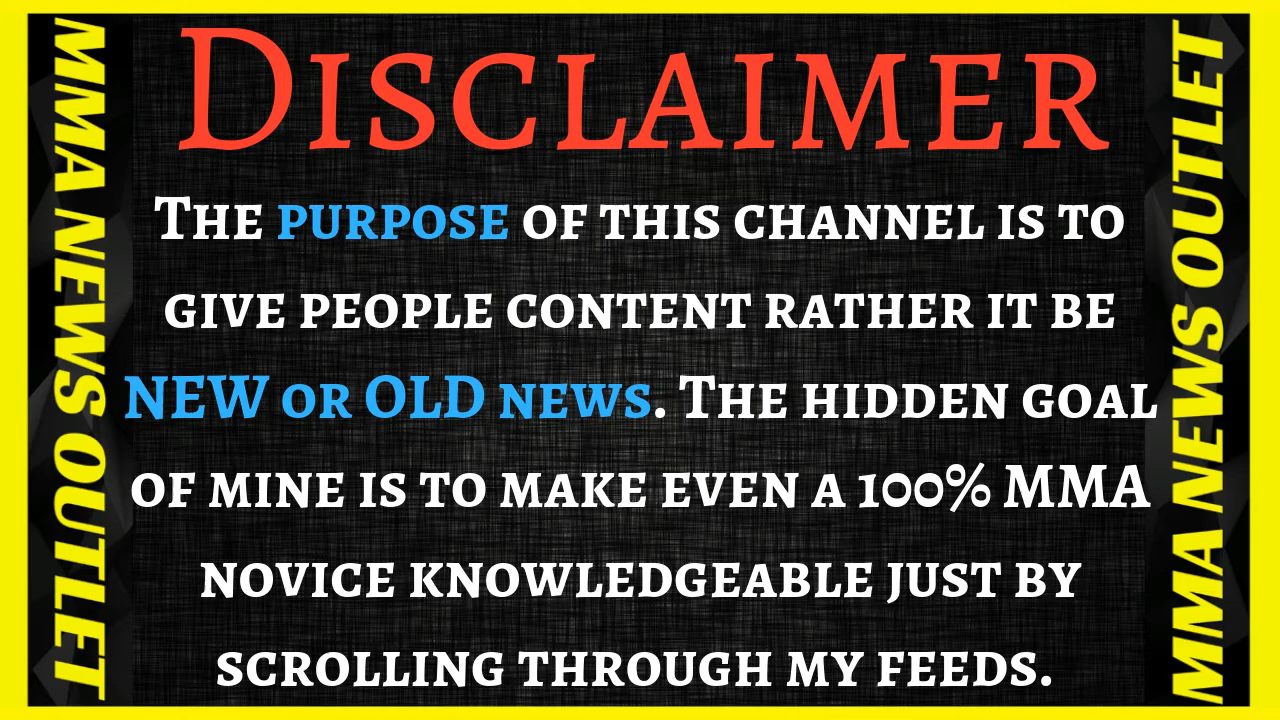 Disclaimer
The purpose of this channel is to
give people content rather it be
NEW or OLD news. The hidden goal
of mine is to make even a 100% MMA
novice knowledgeable just by
scrolling through my feeds.
MMA NEWS OUTLET
MMA NEWS OUTLET